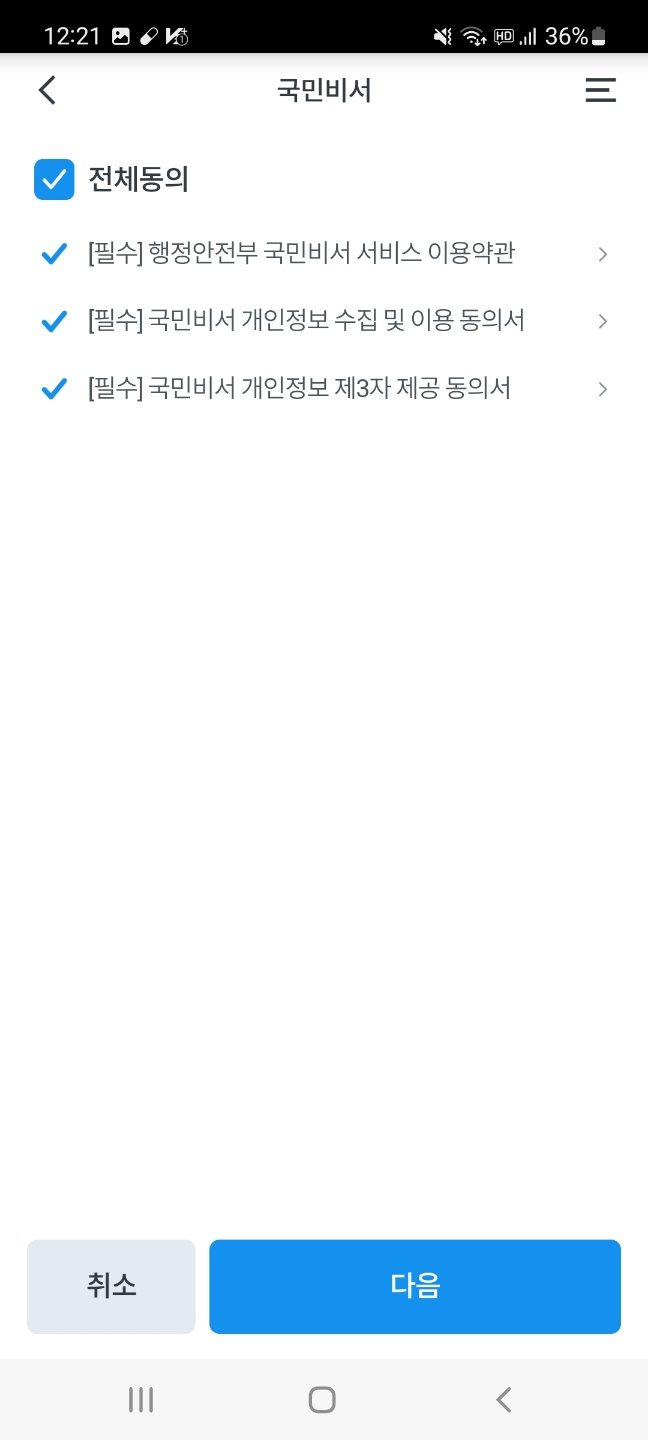 12:21 HD 36%
국민비서
전체동의
[필수] 행정안전부 국민비서 서비스 이용약관
[필수] 국민비서 개인정보 수집 및 이용 동의서
[필수] 국민비서 개인정보 제3자 제공 동의서
취소 다음